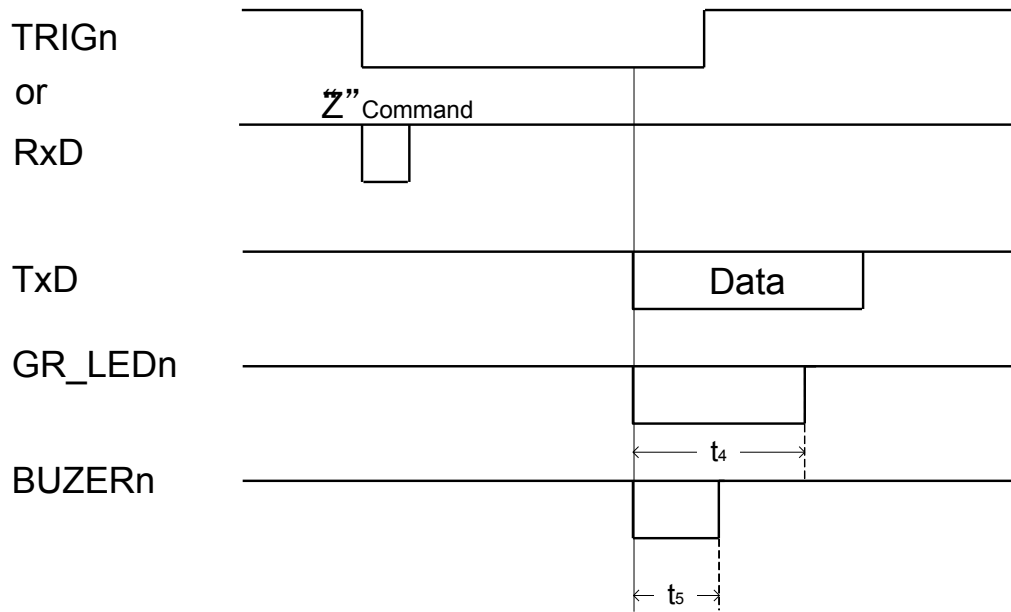 TRIGn
or
"Z" Command
RxD
TxD
Data
GR_LEDn
t4
BUZERn
t5